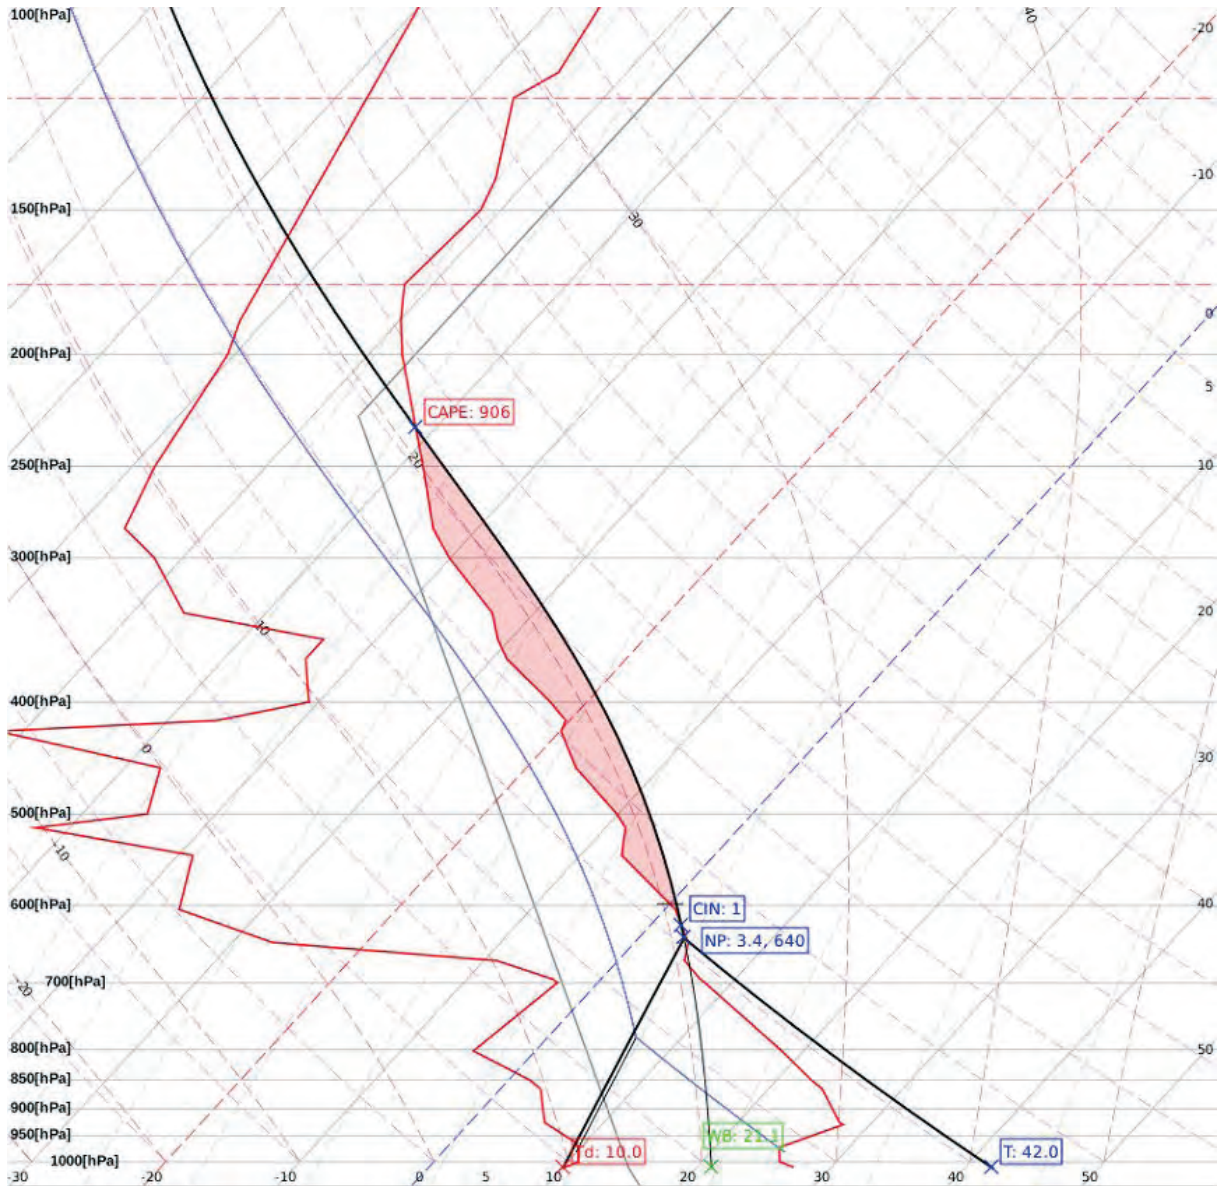 100[hPa]
40
-20
-10
150[hPa]
30
0
200[hPa]
5
CAPE: 906
20
250[hPa]
10
300[hPa]
20
10
400[hPa]
0
30
500[hPa]
-10
600[hPa]
CIN: 1
40
NP: 3.4, 640
-20
700[hPa]
800[hPa]
50
850[hPa]
900[hPa]
950[hPa]
WB: 21.1
1000[hPa]
Td: 10.0
T: 42.0
-30
-20
-10
0
5
10
20
30
40
50